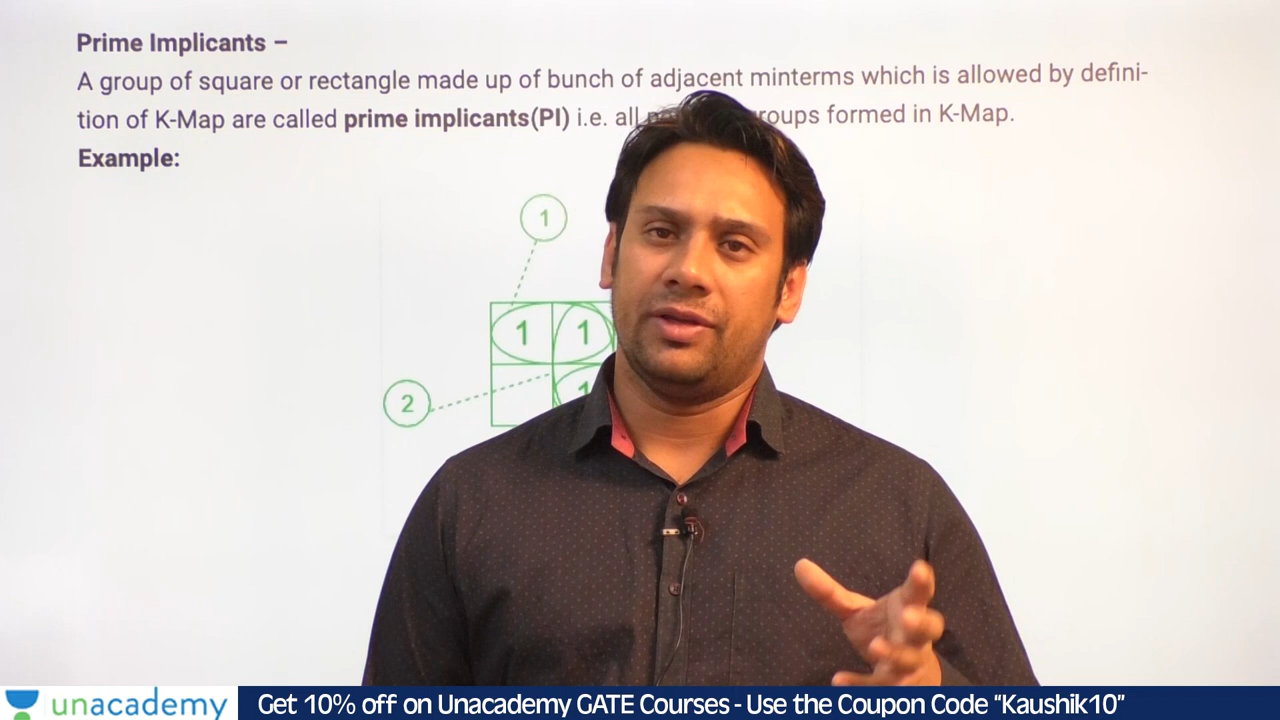 Prime Implicants –
A group of square or rectangle made up of bunch of adjacent minterms which is allowed by defini-
tion of K-Map are called prime implicants(PI) i.e. all groups formed in K-Map.
Example:
1
1 1
1
2
unacademy
Get 10% off on Unacademy GATE Courses - Use the Coupon Code “Kaushik10”